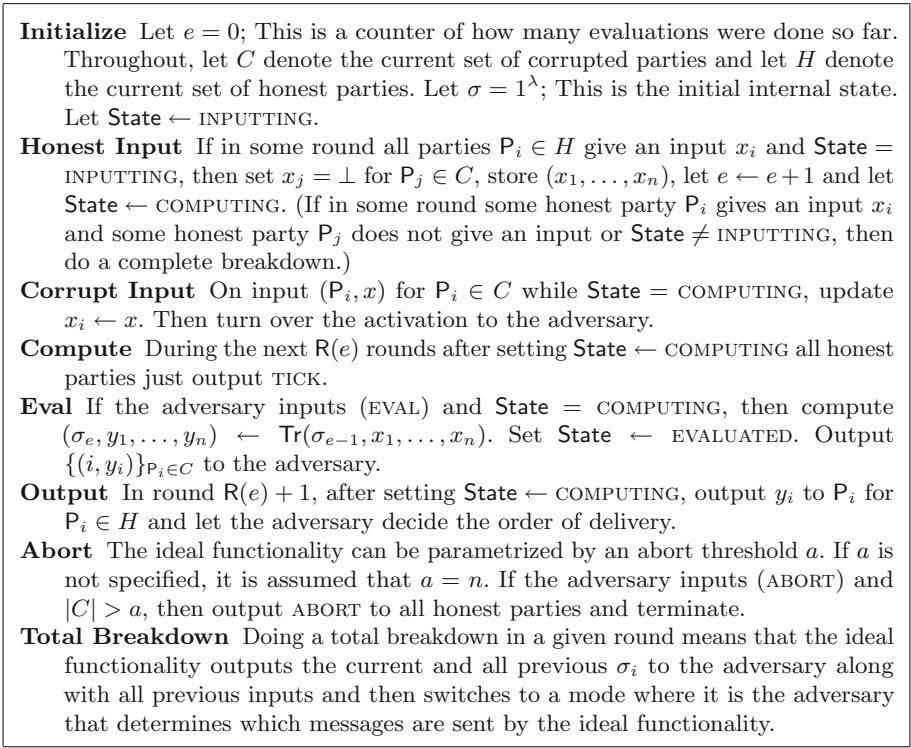 Initialize Let e = 0; This is a counter of how many evaluations were done so far.
Throughout, let C denote the current set of corrupted parties and let H denote
the current set of honest parties. Let σ = 1^λ; This is the initial internal state.
Let State ← INPUTTING.
Honest Input If in some round all parties P_i ∈ H give an input x_i and State =
INPUTTING, then set x_j = ⊥ for P_j ∈ C, store (x_1, . . . , x_n), let e ← e + 1 and let
State ← COMPUTING. (If in some round some honest party P_i gives an input x_i
and some honest party P_j does not give an input or State ≠ INPUTTING, then
do a complete breakdown.)
Corrupt Input On input (P_i, x) for P_i ∈ C while State = COMPUTING, update
x_i ← x. Then turn over the activation to the adversary.
Compute During the next R(e) rounds after setting State ← COMPUTING all honest
parties just output TICK.
Eval If the adversary inputs (EVAL) and State = COMPUTING, then compute
(σ_e, y_1, . . . , y_n) ← Tr(σ_{e−1}, x_1, . . . , x_n). Set State ← EVALUATED. Output
{(i, y_i)}_{P_i∈C} to the adversary.
Output In round R(e) + 1, after setting State ← COMPUTING, output y_i to P_i for
P_i ∈ H and let the adversary decide the order of delivery.
Abort The ideal functionality can be parametrized by an abort threshold a. If a is
not specified, it is assumed that a = n. If the adversary inputs (ABORT) and
|C| > a, then output ABORT to all honest parties and terminate.
Total Breakdown Doing a total breakdown in a given round means that the ideal
functionality outputs the current and all previous σ_i to the adversary along
with all previous inputs and then switches to a mode where it is the adversary
that determines which messages are sent by the ideal functionality.